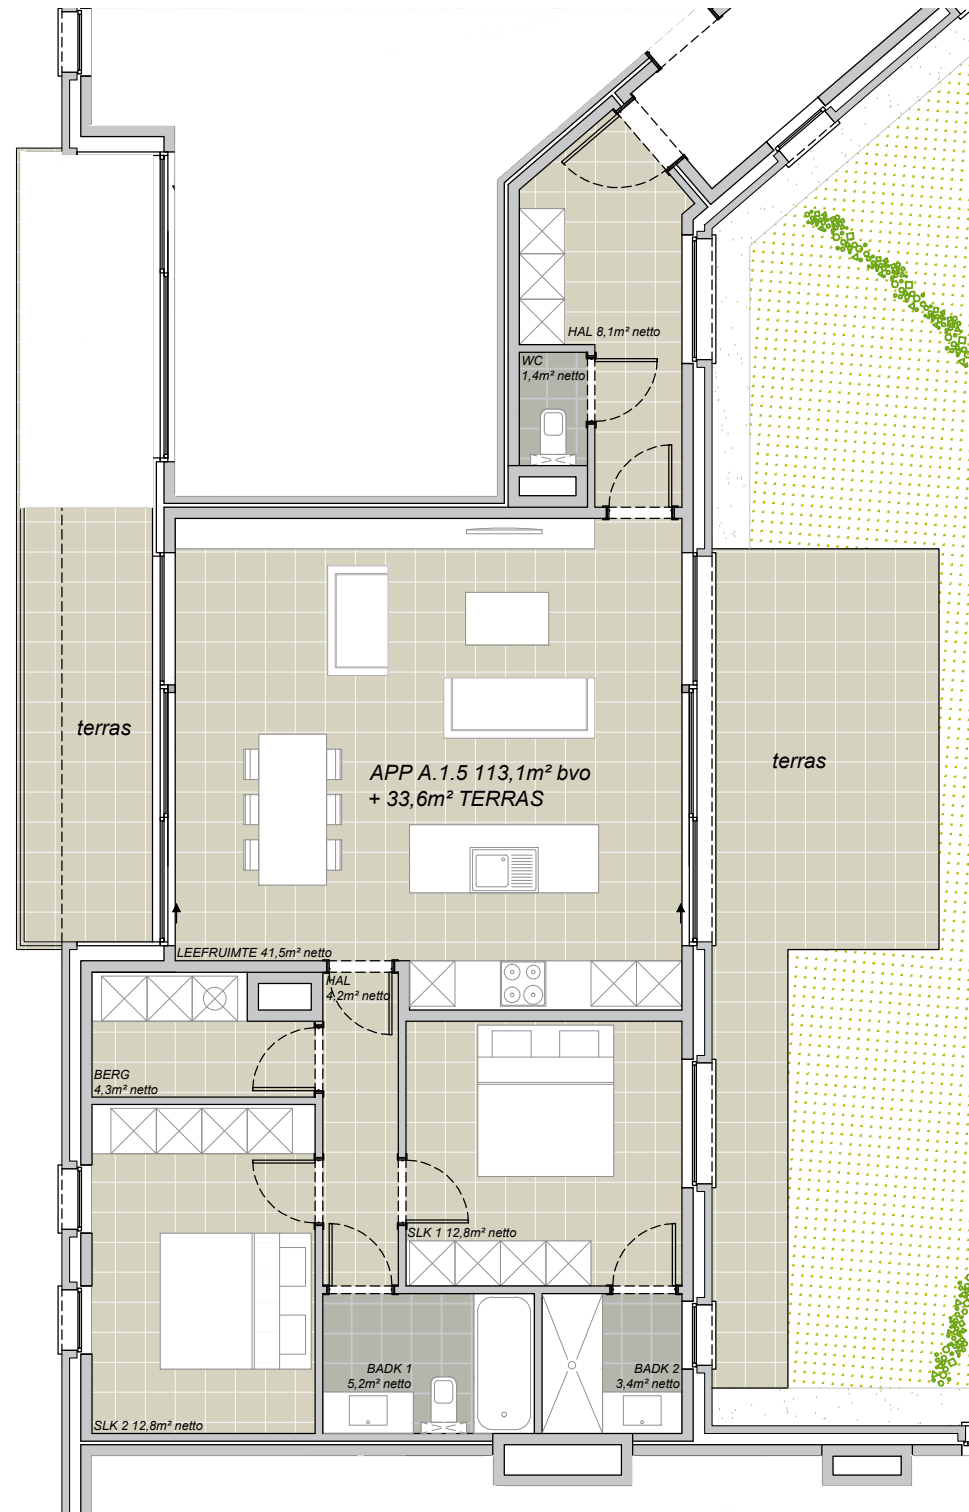 HAL 8,1m² netto
WC
1,4m² netto
terras
terras
APP A.1.5 113,1m² bvo
+ 33,6m² TERRAS
LEEFRUIMTE 41,5m² netto
HAL
4,2m² netto
BERG
4,3m² netto
SLK 1 12,8m² netto
BADK 1
5,2m² netto
BADK 2
3,4m² netto
SLK 2 12,8m² netto